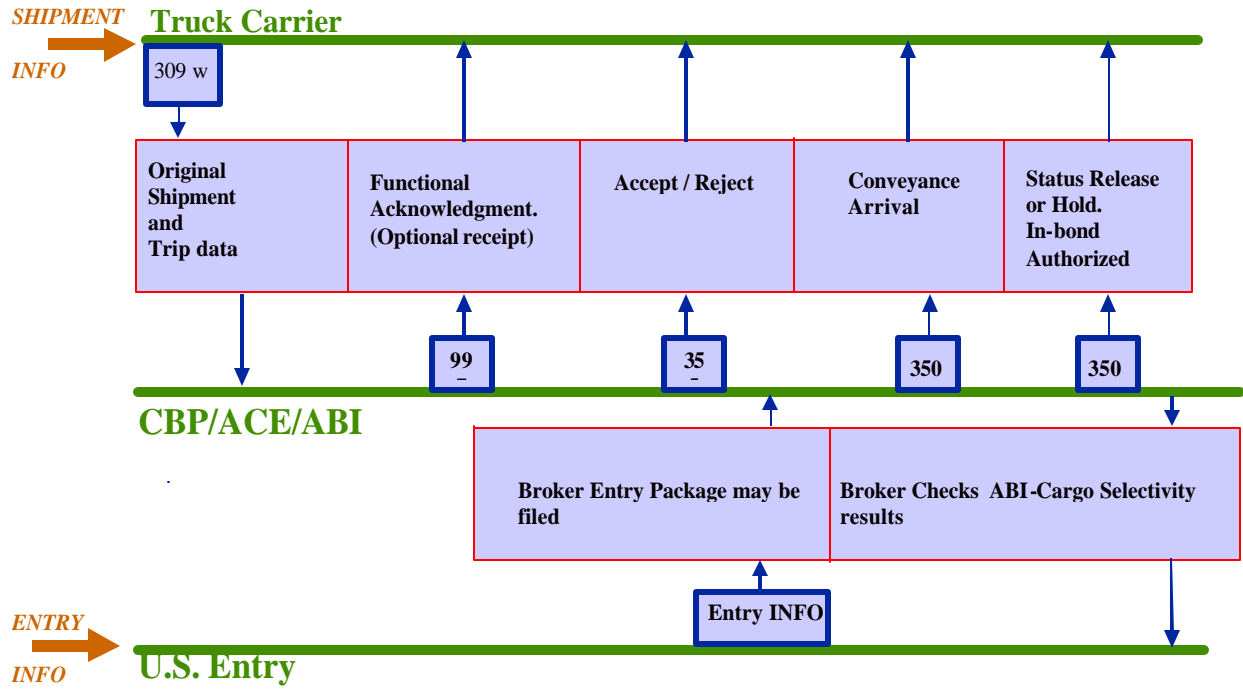 SHIPMENT
INFO
Truck Carrier
309 w
Original
Shipment
and
Trip data
Functional
Acknowledgment.
(Optional receipt)
Accept / Reject
Conveyance
Arrival
Status Release
or Hold.
In-bond
Authorized
99
35
350
350
CBP/ACE/ABI
Broker Entry Package may be
filed
Broker Checks ABI-Cargo Selectivity
results
Entry INFO
ENTRY
INFO
U.S. Entry